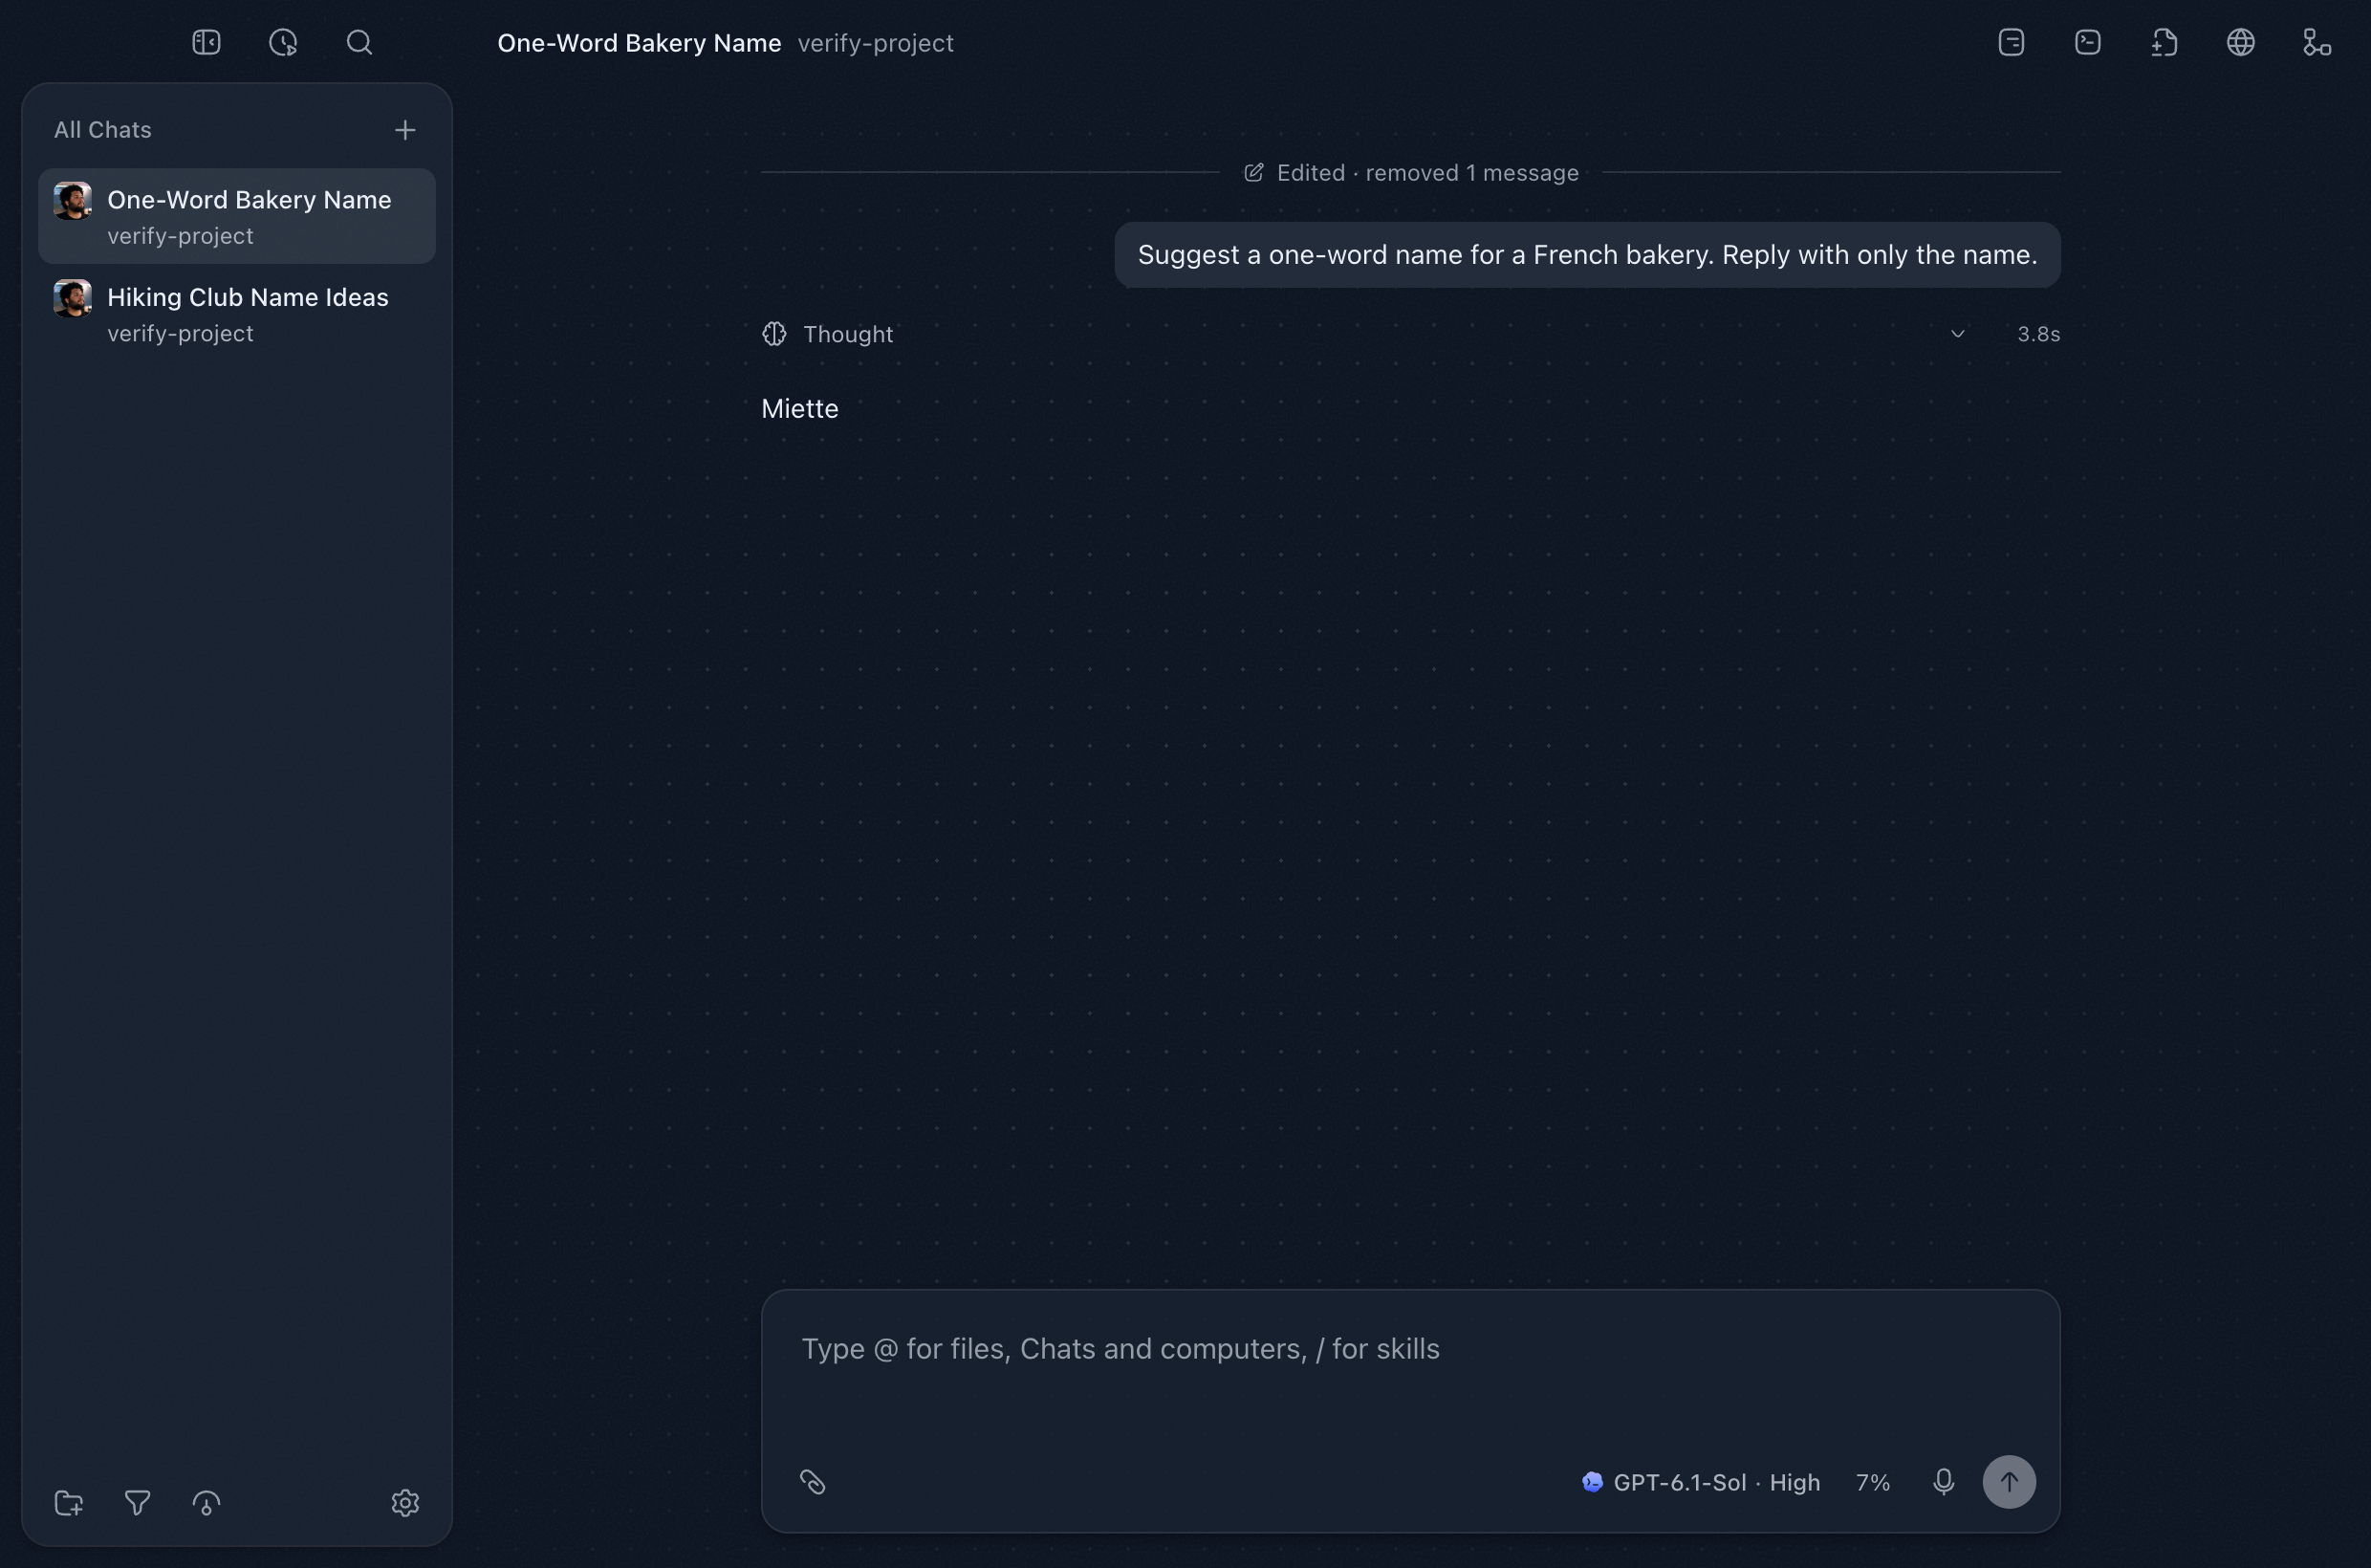 One-Word Bakery Name verify-project
All Chats
One-Word Bakery Name
verify-project
Hiking Club Name Ideas
verify-project
Edited · removed 1 message
Suggest a one-word name for a French bakery. Reply with only the name.
Thought 3.8s
Miette
Type @ for files, Chats and computers, / for skills
GPT-6.1-Sol · High 7%